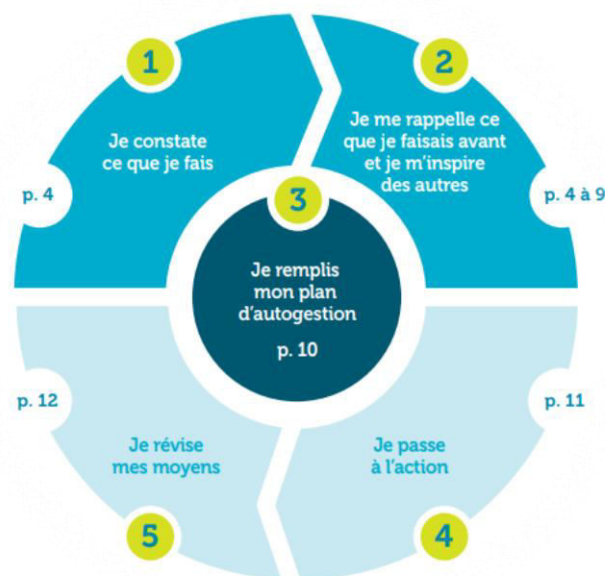 1
Je constate
ce que je fais
p. 4
2
Je me rappelle ce
que je faisais avant
et je m’inspire
des autres
p. 4 à 9
3
Je remplis
mon plan
d’autogestion
p. 10
p. 11
Je passe
à l’action
4
p. 12
Je révise
mes moyens
5